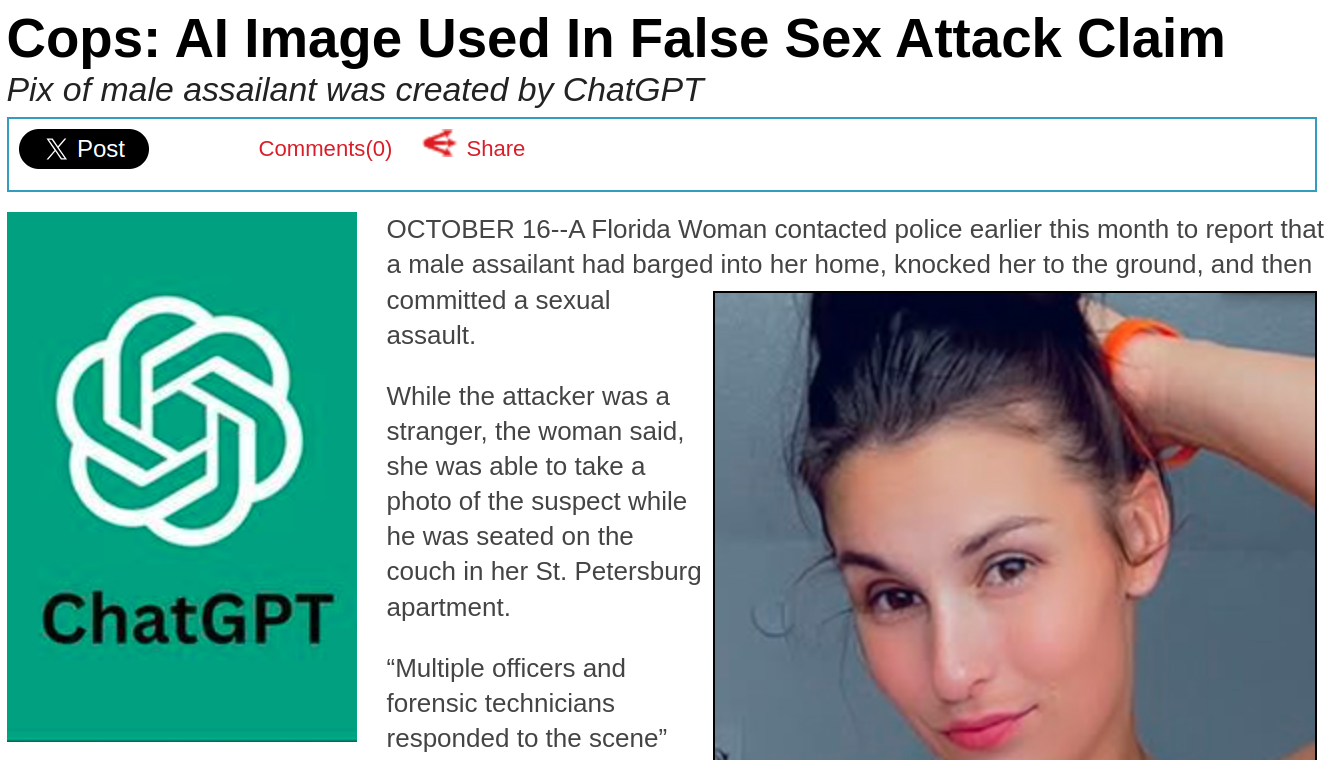 Cops: AI Image Used In False Sex Attack Claim
Pix of male assailant was created by ChatGPT
X Post
Comments(0)
Share
ChatGPT
OCTOBER 16--A Florida Woman contacted police earlier this month to report that
a male assailant had barged into her home, knocked her to the ground, and then
committed a sexual
assault.
While the attacker was a
stranger, the woman said,
she was able to take a
photo of the suspect while
he was seated on the
couch in her St. Petersburg
apartment.
“Multiple officers and
forensic technicians
responded to the scene”